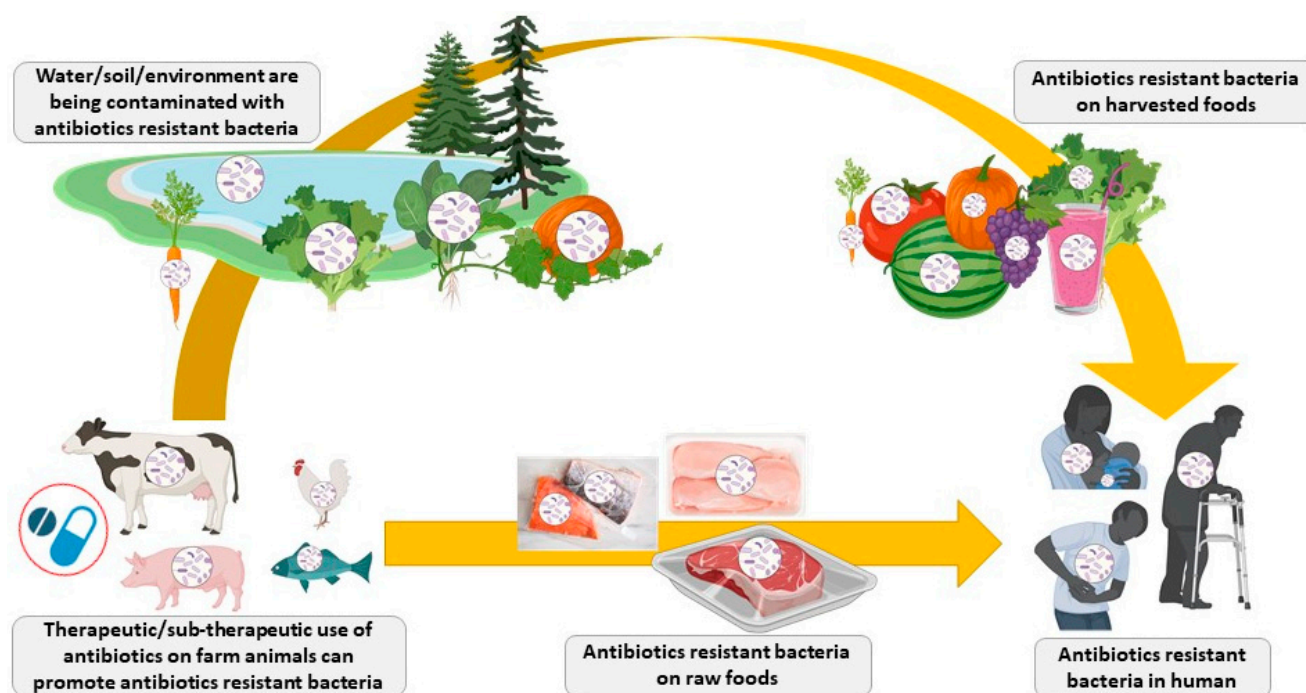 Water/soil/environment are
being contaminated with
antibiotics resistant bacteria
Antibiotics resistant bacteria
on harvested foods
Therapeutic/sub-therapeutic use of
antibiotics on farm animals can
promote antibiotics resistant bacteria
Antibiotics resistant bacteria
on raw foods
Antibiotics resistant
bacteria in human